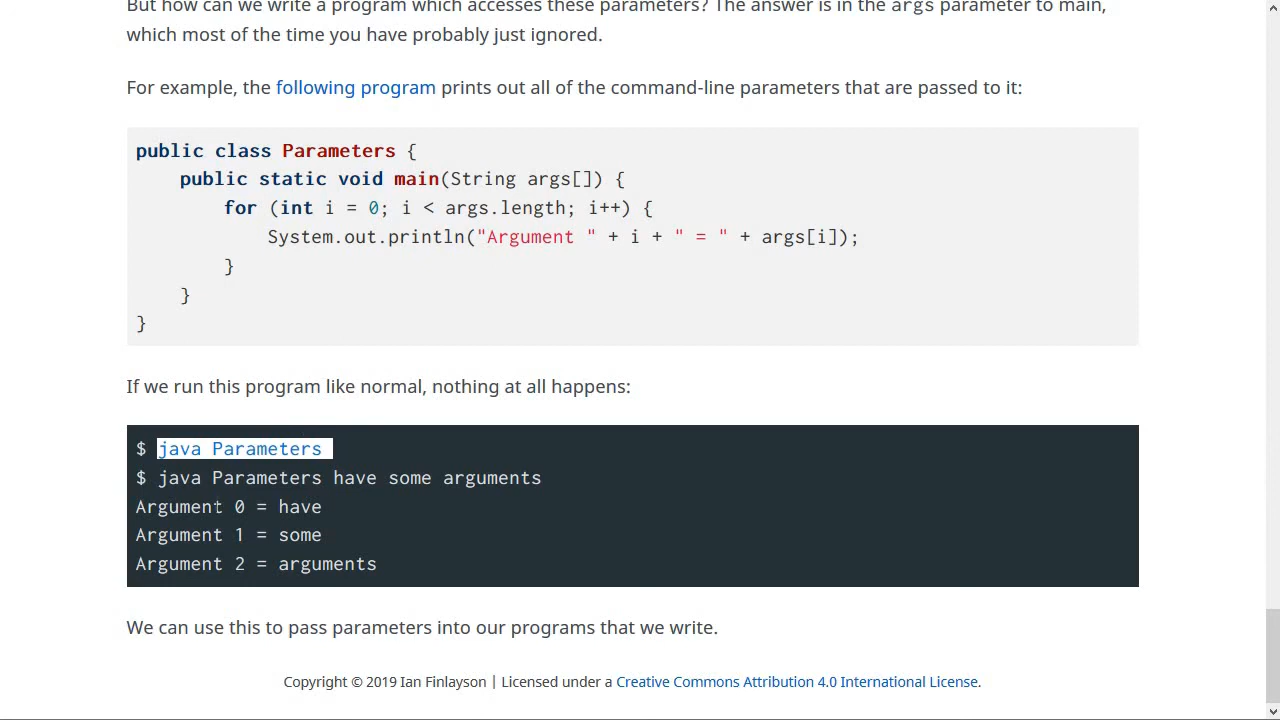 But how can we write a program which accesses these parameters? The answer is in the args parameter to main,
which most of the time you have probably just ignored.
For example, the following program prints out all of the command-line parameters that are passed to it:
public class Parameters {
    public static void main(String args[]) {
        for (int i = 0; i < args.length; i++) {
            System.out.println("Argument " + i + " = " + args[i]);
        }
    }
}
If we run this program like normal, nothing at all happens:
$ java Parameters
$ java Parameters have some arguments
Argument 0 = have
Argument 1 = some
Argument 2 = arguments
We can use this to pass parameters into our programs that we write.
Copyright © 2019 Ian Finlayson | Licensed under a Creative Commons Attribution 4.0 International License.